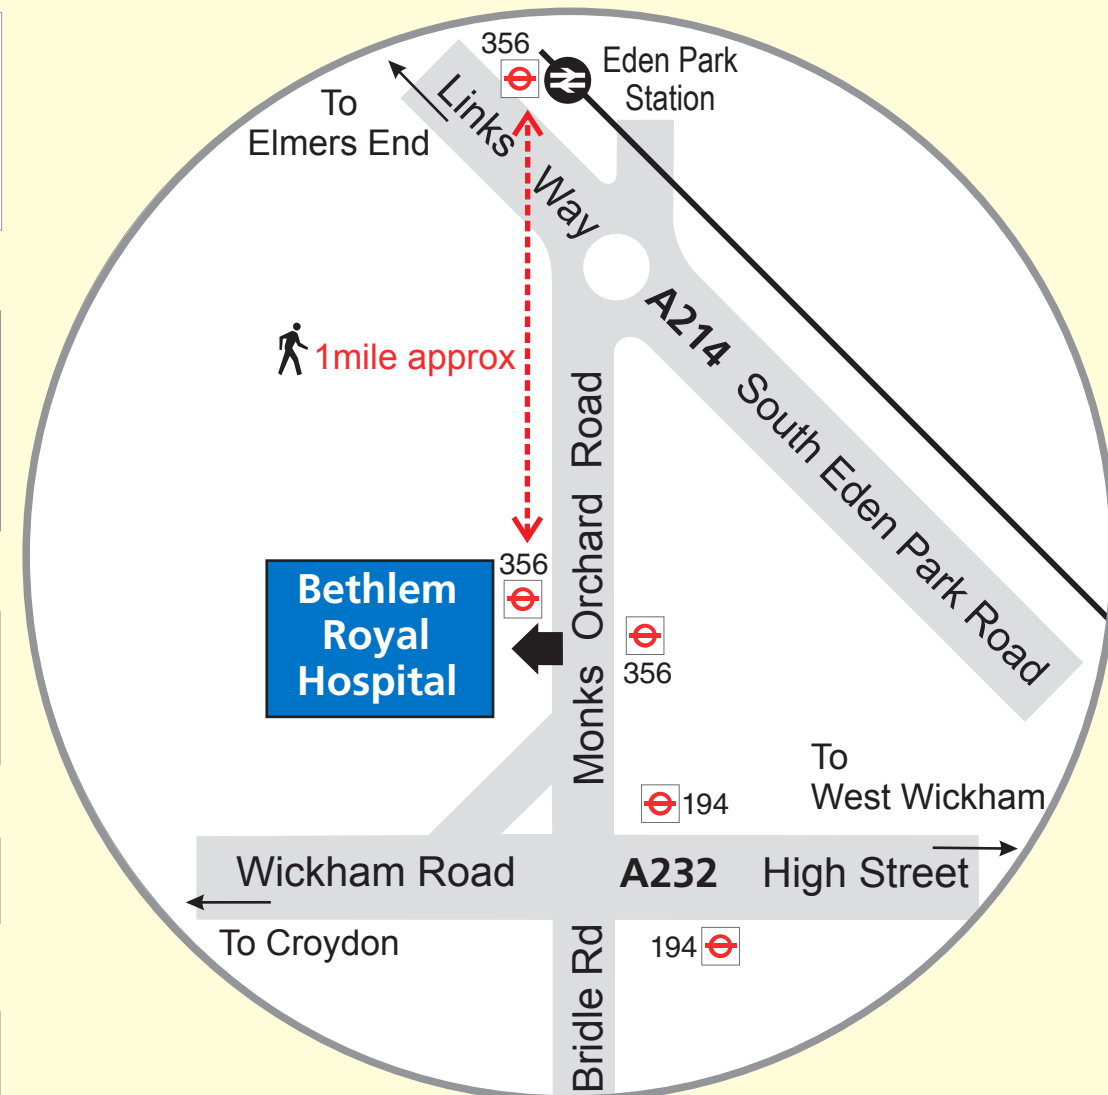 356
Eden Park
Station
To
Elmers End
Links Way
A214 South Eden Park Road
1mile approx
Monks Orchard Road
356
Bethlem
Royal
Hospital
356
To
West Wickham
194
Wickham Road
A232
High Street
To Croydon
194
Bridle Rd